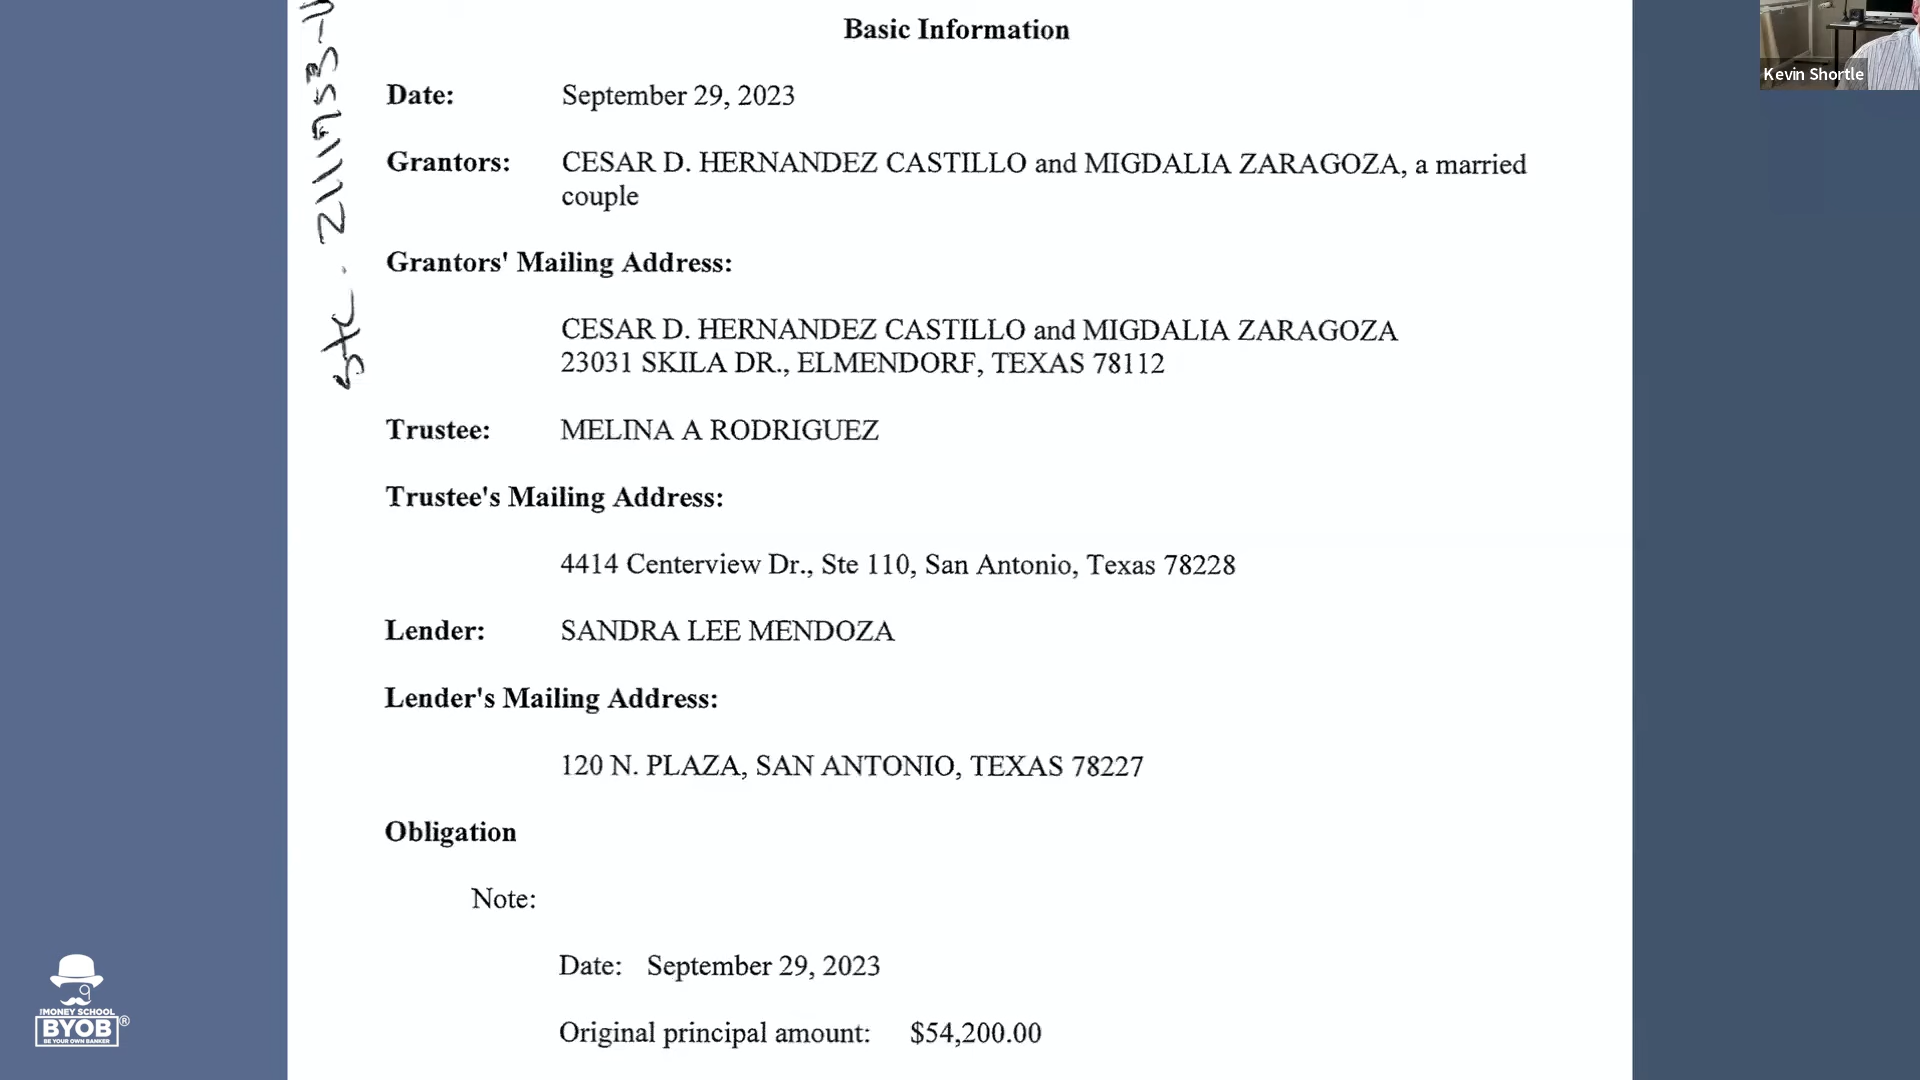 Basic Information
Kevin Shortle
Date: September 29, 2023
Grantors: CESAR D. HERNANDEZ CASTILLO and MIGDALIA ZARAGOZA, a married
couple
Grantors' Mailing Address:
CESAR D. HERNANDEZ CASTILLO and MIGDALIA ZARAGOZA
23031 SKILA DR., ELMENDORF, TEXAS 78112
Trustee: MELINA A RODRIGUEZ
Trustee's Mailing Address:
4414 Centerview Dr., Ste 110, San Antonio, Texas 78228
Lender: SANDRA LEE MENDOZA
Lender's Mailing Address:
120 N. PLAZA, SAN ANTONIO, TEXAS 78227
Obligation
Note:
Date: September 29, 2023
Original principal amount: $54,200.00
THE MONEY SCHOOL
BYOB®
BE YOUR OWN BANKER